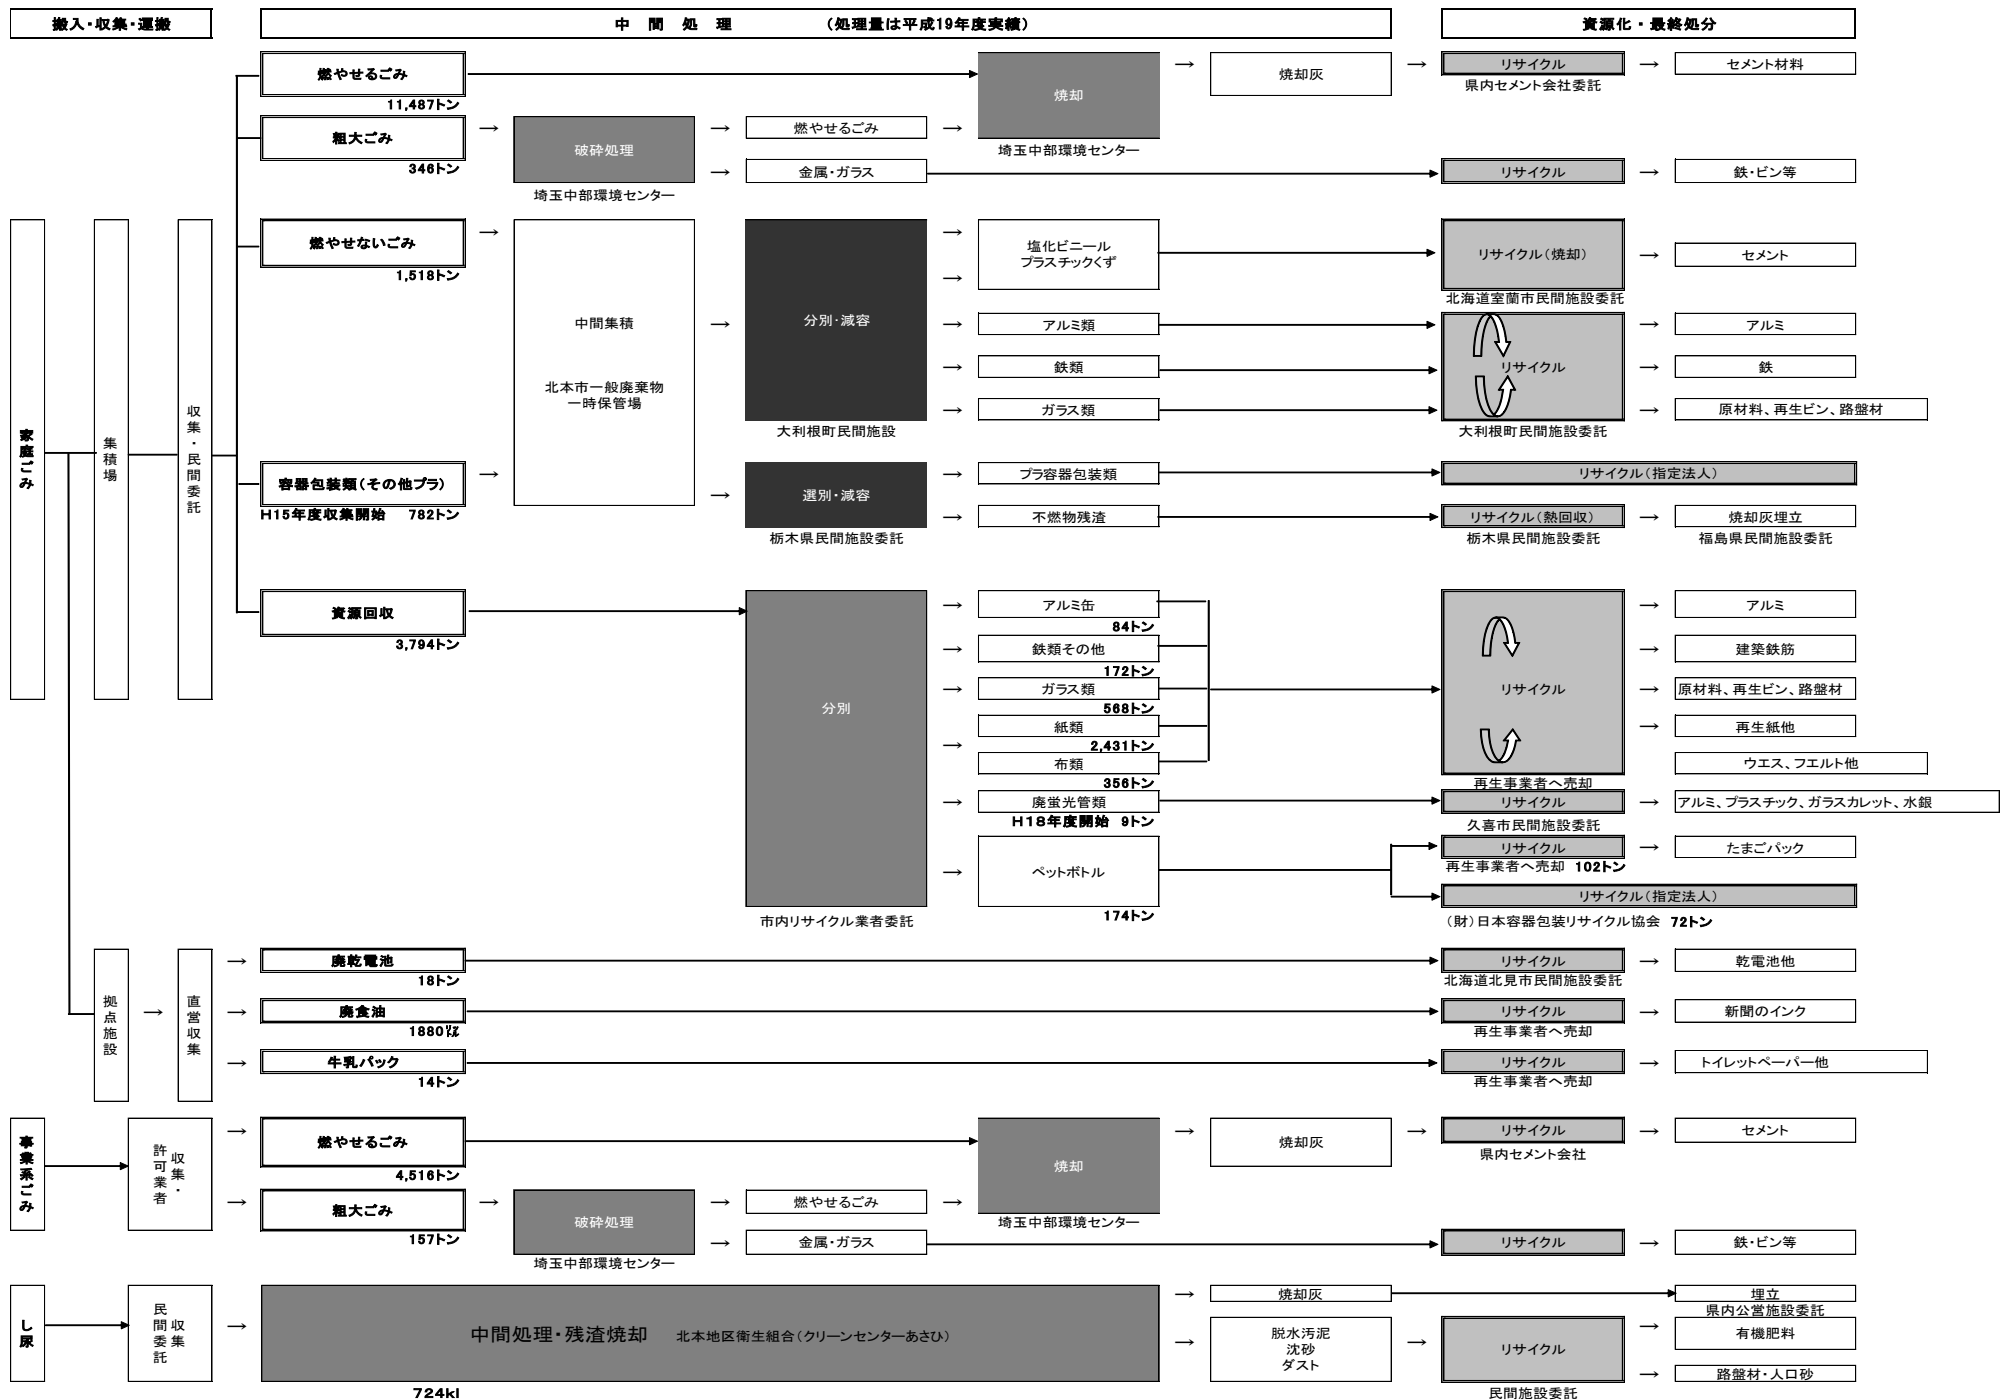 搬入・収集・運搬
中 間 処 理 (処理量は平成19年度実績)
資源化・最終処分
燃やせるごみ
11,487トン
焼却
埼玉中部環境センター
→
焼却灰
→
リサイクル
県内セメント会社委託
→
セメント材料
粗大ごみ
346トン
→
破砕処理
埼玉中部環境センター
→
燃やせるごみ
→
→
金属・ガラス
リサイクル
→
鉄・ビン等
家庭ごみ
集積場
収集・民間委託
燃やせないごみ
1,518トン
→
中間集積
北本市一般廃棄物
一時保管場
→
分別・減容
大利根町民間施設
→
→
塩化ビニール
プラスチックくず
リサイクル(焼却)
北海道室蘭市民間施設委託
→
セメント
→
アルミ類
→
アルミ
→
鉄類
リサイクル
→
鉄
→
ガラス類
→
原材料、再生ビン、路盤材
大利根町民間施設委託
容器包装類(その他プラ)
H15年度収集開始 782トン
→
→
選別・減容
栃木県民間施設委託
→
プラ容器包装類
リサイクル(指定法人)
→
不燃物残渣
リサイクル(熱回収)
栃木県民間施設委託
→
焼却灰埋立
福島県民間施設委託
資源回収
3,794トン
分別
市内リサイクル業者委託
→
アルミ缶
84トン
→
アルミ
→
鉄類その他
172トン
→
建築鉄筋
→
ガラス類
568トン
リサイクル
→
原材料、再生ビン、路盤材
→
紙類
2,431トン
→
再生紙他
布類
356トン
ウエス、フエルト他
再生事業者へ売却
→
廃蛍光管類
H18年度開始 9トン
リサイクル
久喜市民間施設委託
→
アルミ、プラスチック、ガラスカレット、水銀
→
ペットボトル
174トン
リサイクル
再生事業者へ売却 102トン
→
たまごパック
リサイクル(指定法人)
(財)日本容器包装リサイクル協会 72トン
拠点施設
→
直営収集
→
廃乾電池
18トン
リサイクル
北海道北見市民間施設委託
→
乾電池他
→
廃食油
1880㍑
リサイクル
再生事業者へ売却
→
新聞のインク
→
牛乳パック
14トン
リサイクル
再生事業者へ売却
→
トイレットペーパー他
事業系ごみ
収集・
許可業者
→
燃やせるごみ
4,516トン
焼却
埼玉中部環境センター
→
焼却灰
→
リサイクル
県内セメント会社
→
セメント
→
粗大ごみ
157トン
→
破砕処理
埼玉中部環境センター
→
燃やせるごみ
→
→
金属・ガラス
リサイクル
→
鉄・ビン等
し尿
収集
民間委託
→
中間処理・残渣焼却 北本地区衛生組合(クリーンセンターあさひ)
724kl
→
焼却灰
埋立
県内公営施設委託
→
脱水汚泥
沈砂
ダスト
→
リサイクル
民間施設委託
→
有機肥料
→
路盤材・人口砂